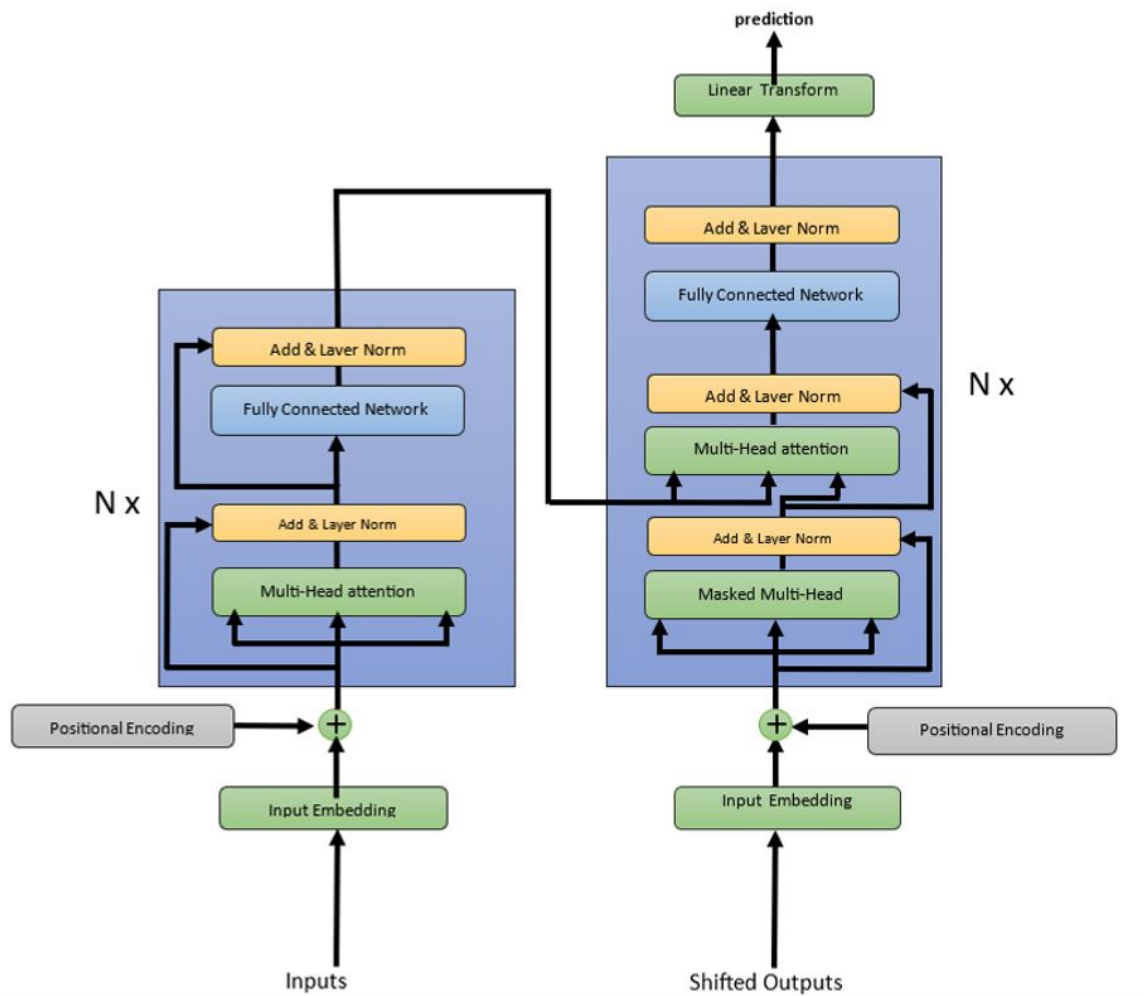 prediction
Linear Transform
Add & Laver Norm
Fully Connected Network
Add & Laver Norm
N x
Multi-Head attention
Add & Layer Norm
Masked Multi-Head
Positional Encoding
Input Embedding
Shifted Outputs
Add & Laver Norm
Fully Connected Network
N x
Add & Layer Norm
Multi-Head attention
Positional Encoding
Input Embedding
Inputs